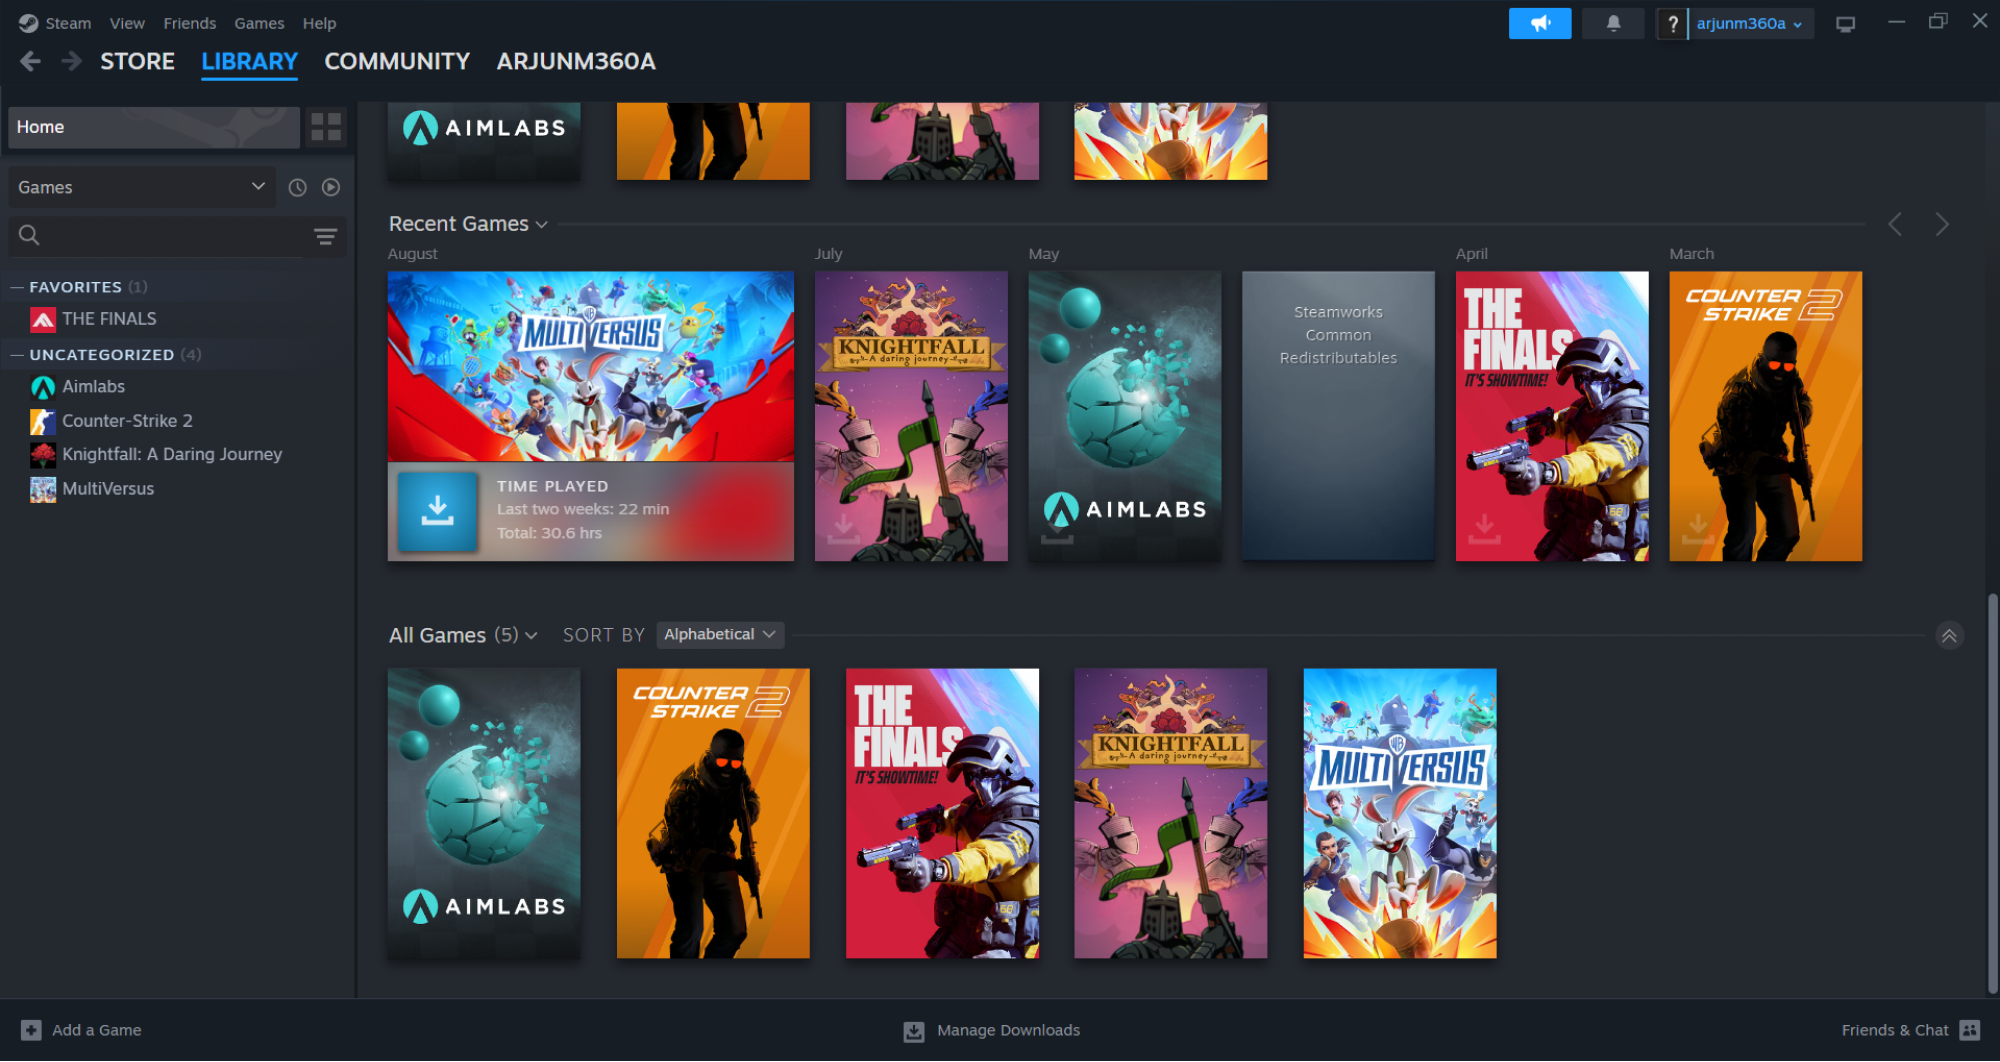 Steam View Friends Games Help
? arjunm360a
STORE LIBRARY COMMUNITY ARJUNM360A
Home
Games
FAVORITES (1)
THE FINALS
UNCATEGORIZED (4)
Aimlabs
Counter-Strike 2
Knightfall: A Daring Journey
MultiVersus
AIMLABS
Recent Games
August
July
May
April
March
MULTIVERSUS
TIME PLAYED
Last two weeks: 22 min
Total: 30.6 hrs
KNIGHTFALL
A daring journey
AIMLABS
Steamworks
Common
Redistributables
THE
FINALS
IT'S SHOWTIME!
COUNTER
STRIKE 2
All Games (5) SORT BY Alphabetical
AIMLABS
COUNTER
STRIKE 2
THE
FINALS
IT'S SHOWTIME!
KNIGHTFALL
A daring journey
MULTIVERSUS
Add a Game
Manage Downloads
Friends & Chat